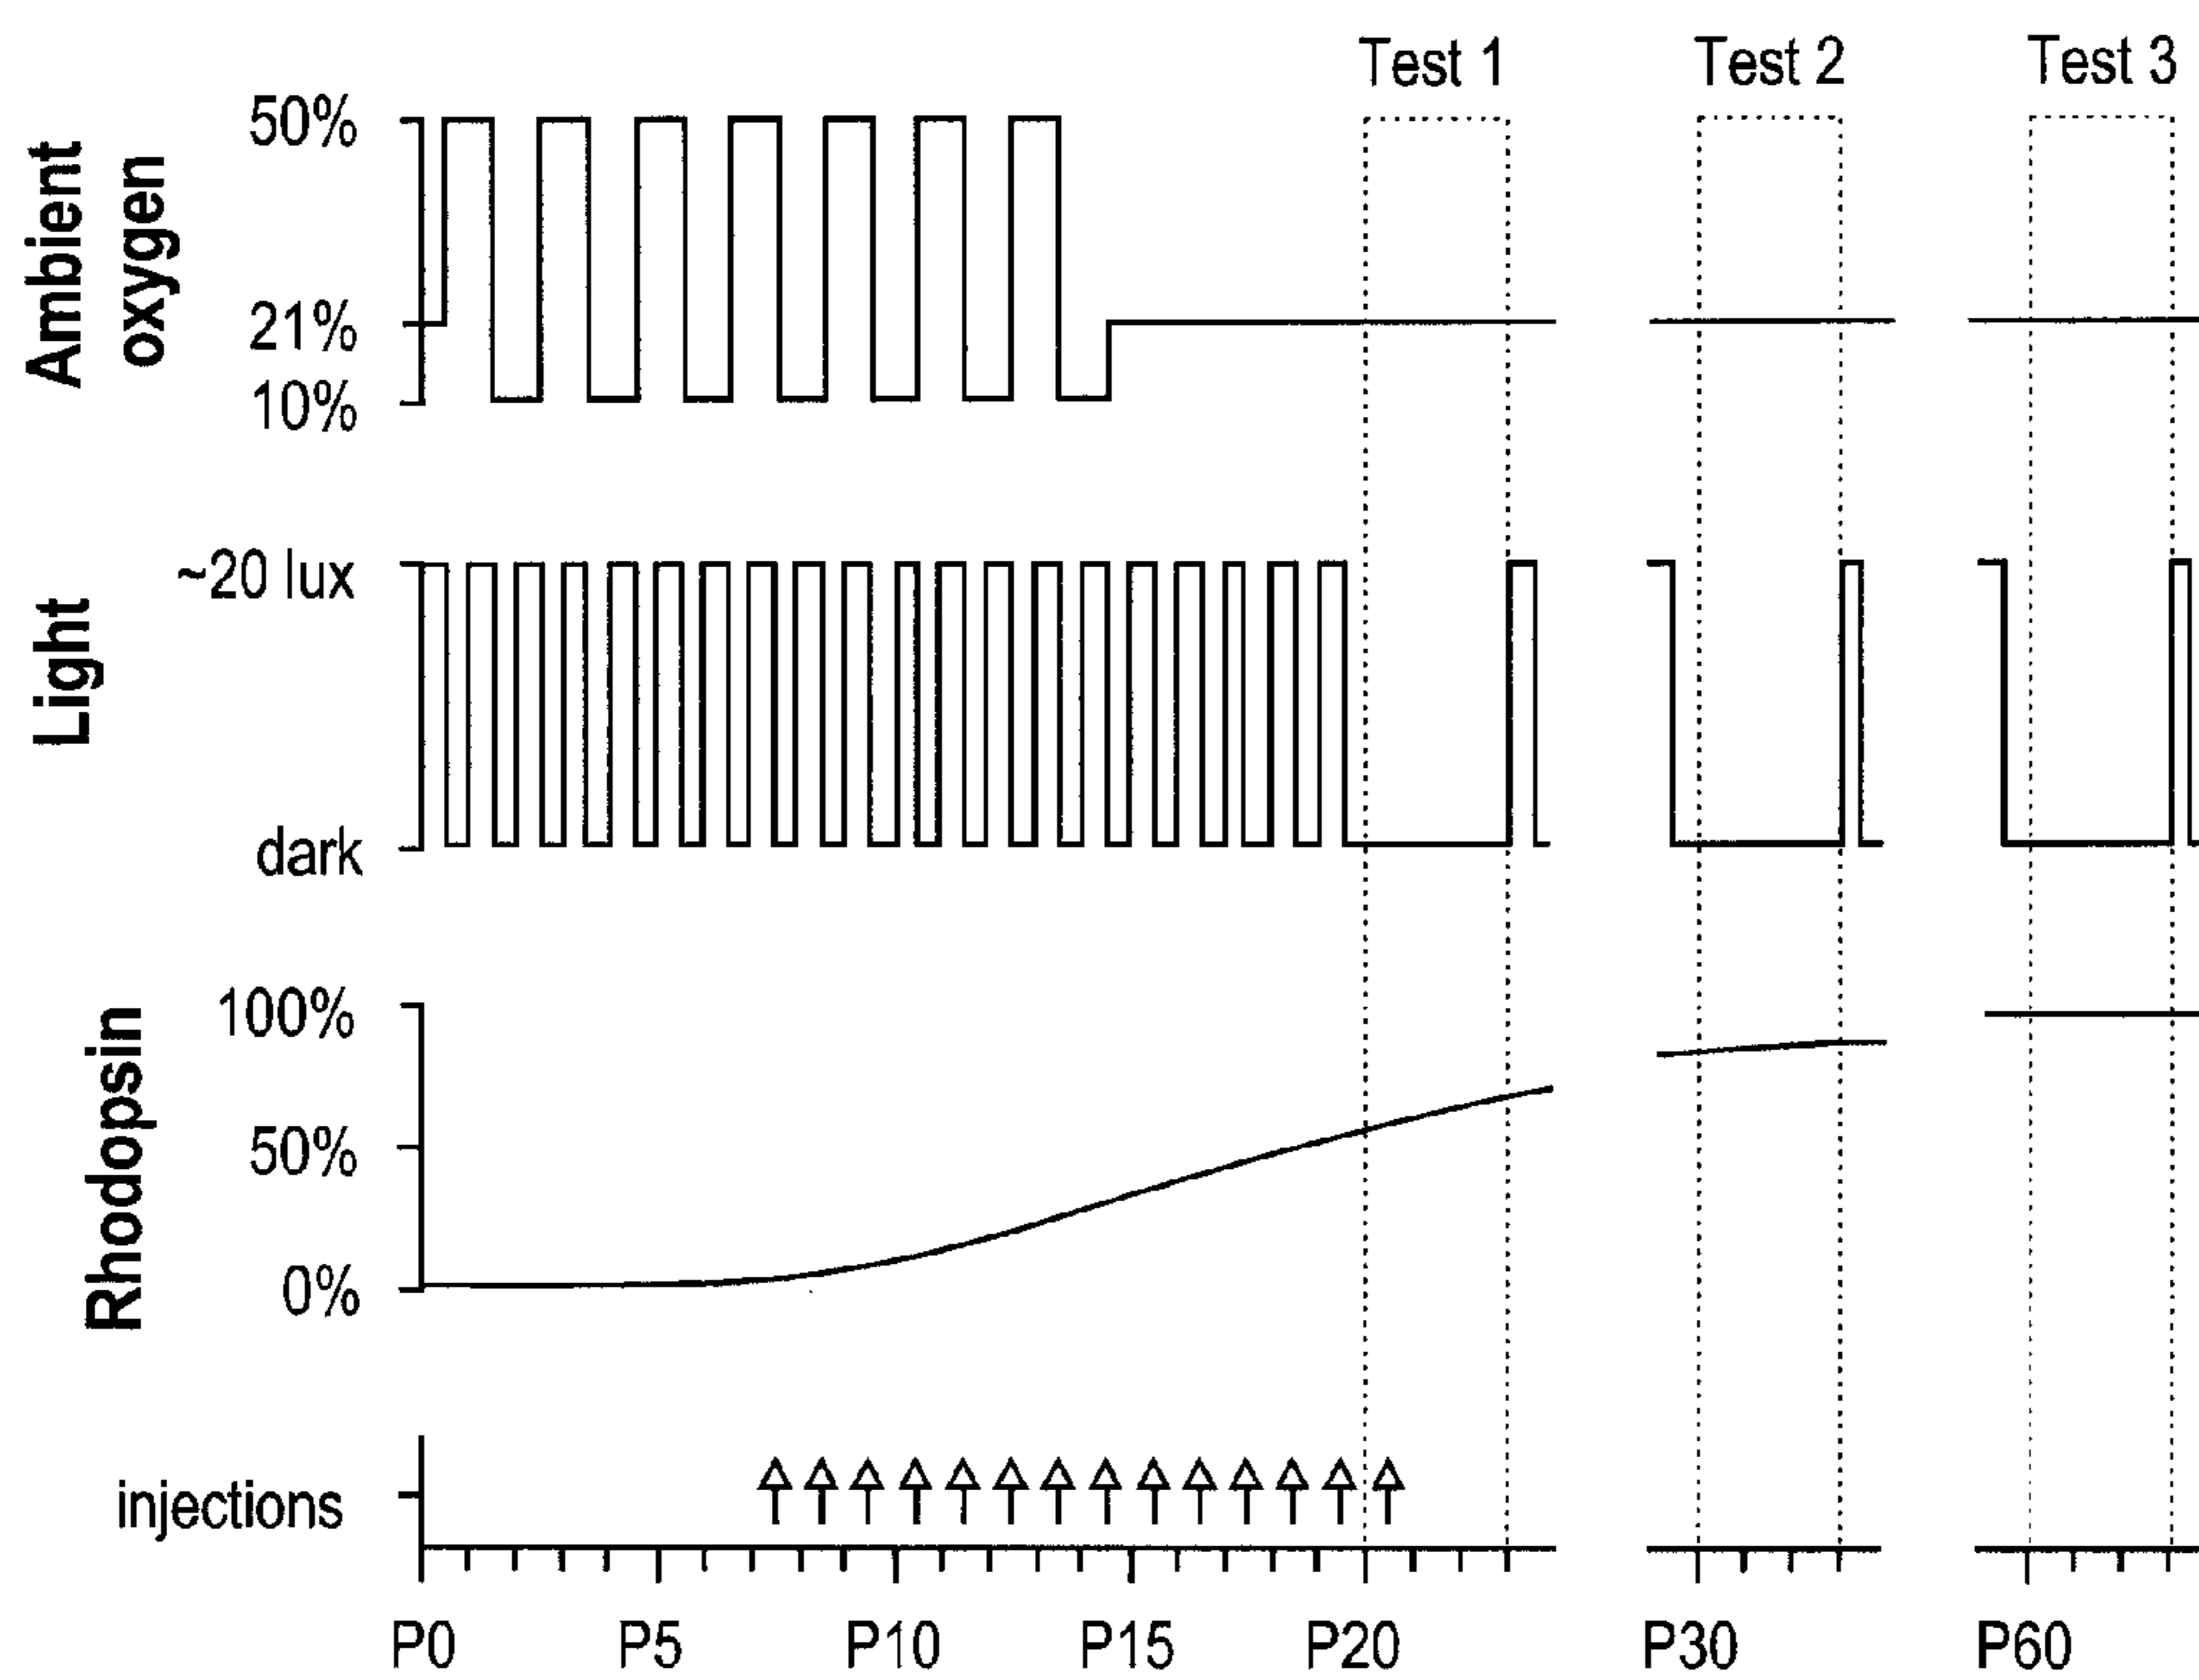 Test 1
Test 2
Test 3
Ambient
oxygen
50%
21%
10%
Light
~20 lux
dark
Rhodopsin
100%
50%
0%
injections
P0
P5
P10
P15
P20
P30
P60